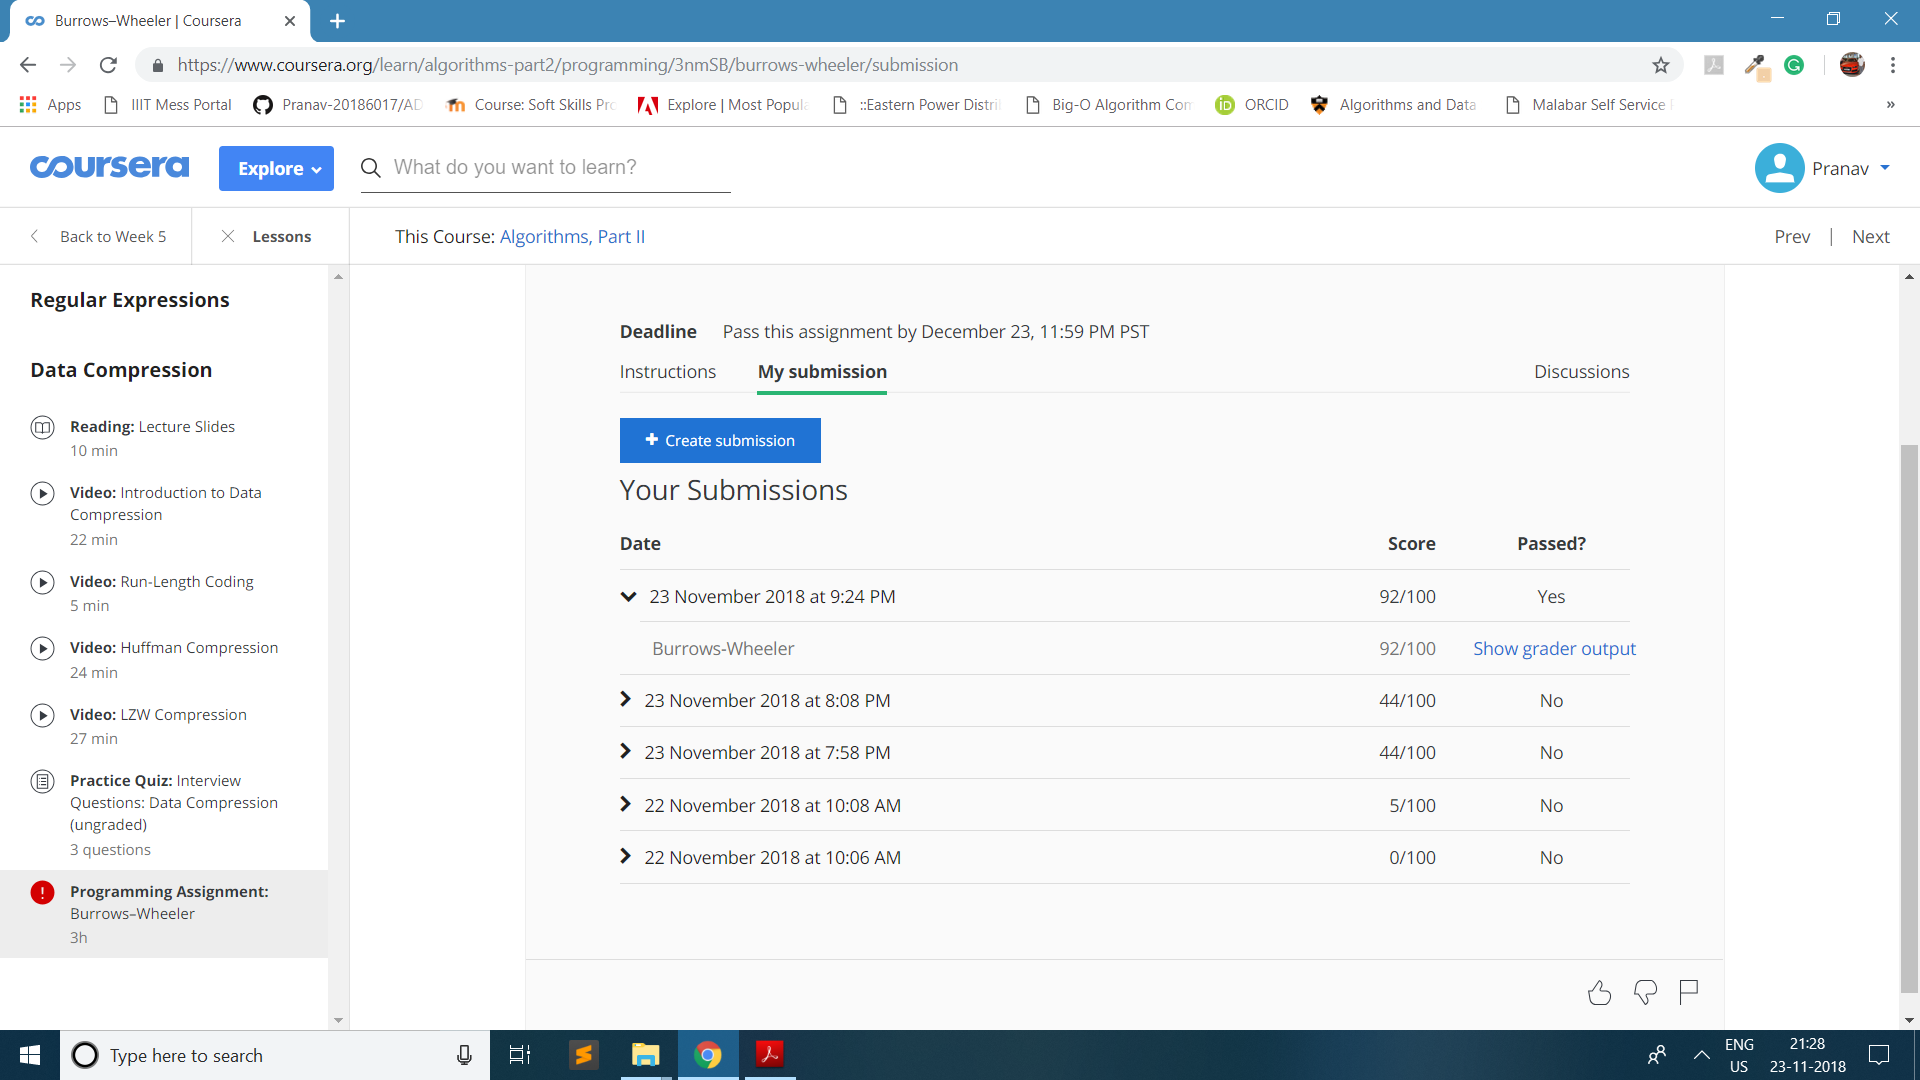 Burrows–Wheeler | Coursera
https://www.coursera.org/learn/algorithms-part2/programming/3nmSB/burrows-wheeler/submission
Apps IIIT Mess Portal Pranav-20186017/AD Course: Soft Skills Pr Explore | Most Popula ::Eastern Power Distri Big-O Algorithm Com ORCID Algorithms and Data Malabar Self Service »
coursera Explore What do you want to learn? Pranav
Back to Week 5 Lessons This Course: Algorithms, Part II Prev | Next
Regular Expressions
Data Compression
Reading: Lecture Slides
10 min
Video: Introduction to Data
Compression
22 min
Video: Run-Length Coding
5 min
Video: Huffman Compression
24 min
Video: LZW Compression
27 min
Practice Quiz: Interview
Questions: Data Compression
(ungraded)
3 questions
Programming Assignment:
Burrows–Wheeler
3h
Deadline Pass this assignment by December 23, 11:59 PM PST
Instructions My submission Discussions
+ Create submission
Your Submissions
Date Score Passed?
23 November 2018 at 9:24 PM 92/100 Yes
Burrows-Wheeler 92/100 Show grader output
23 November 2018 at 8:08 PM 44/100 No
23 November 2018 at 7:58 PM 44/100 No
22 November 2018 at 10:08 AM 5/100 No
22 November 2018 at 10:06 AM 0/100 No
Type here to search
ENG
US
21:28
23-11-2018